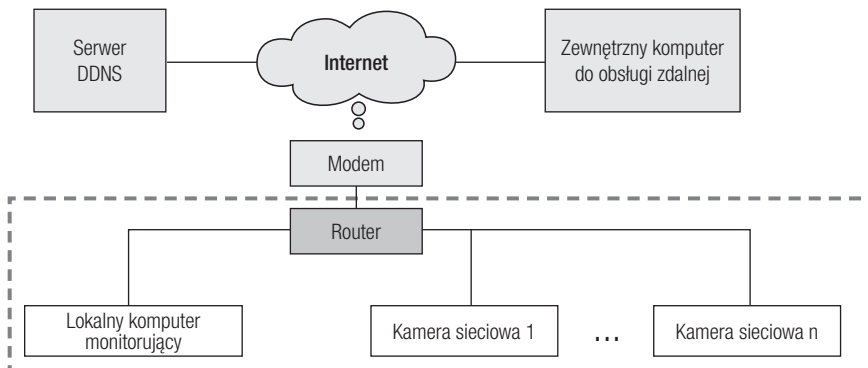 Serwer
DDNS
Internet
Zewnętrzny komputer
do obsługi zdalnej
Modem
Router
Lokalny komputer
monitorujący
Kamera sieciowa 1
...
Kamera sieciowa n